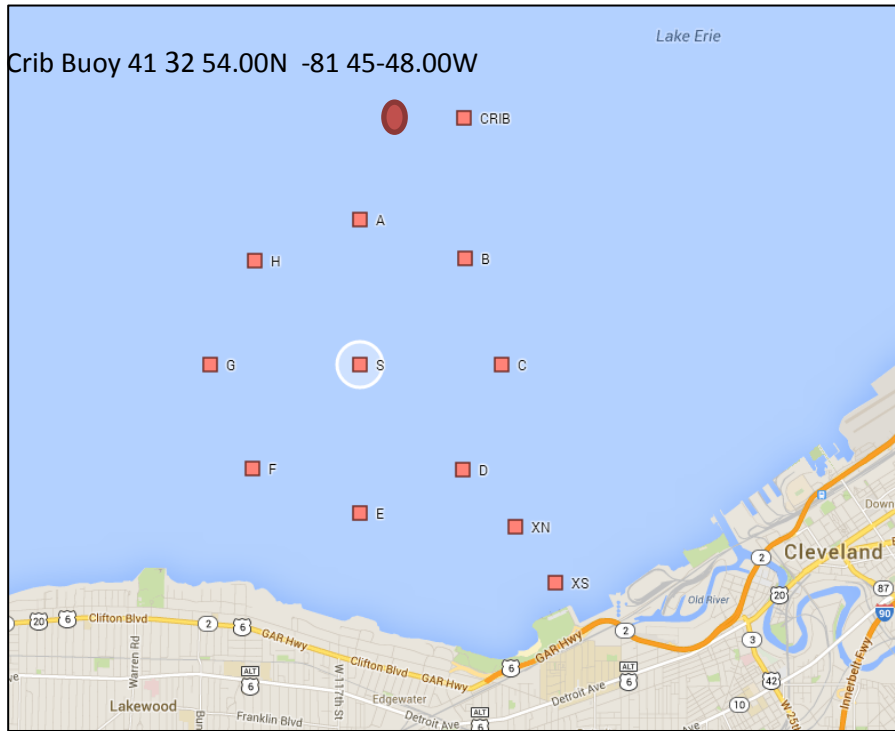 Lake Erie
Crib Buoy 41 32 54.00N  -81 45-48.00W
CRIB
A
H
B
G
S
C
F
D
E
XN
XS
Cleveland
Down
2
87
20
6
Clifton Blvd
2
6
GAR Hwy
Old River
20
90
Warren Rd
W 117th St
Clifton Blvd
GAR Hwy
6
GAR Hwy
2
3
Innerbelt Fwy
ALT
6
ALT
6
42
Detroit Ave
10
Edgewater
Lakewood
Franklin Blvd
Detroit Ave
ALT
6
W 25th